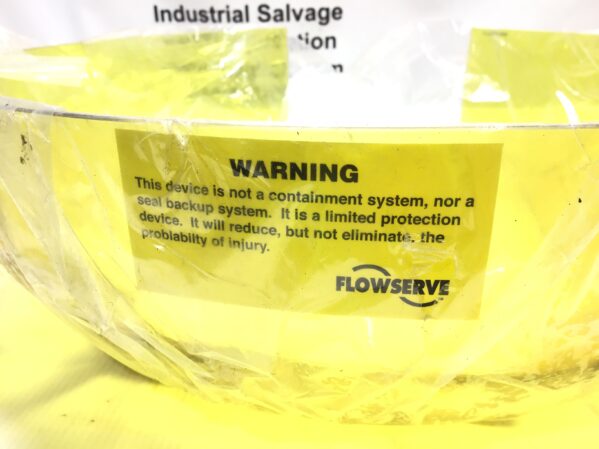 Industrial Salvage
WARNING
This device is not a containment system, nor a
seal backup system. It is a limited protection
device. It will reduce, but not eliminate, the
probiabilty of injury.
FLOWSERVE